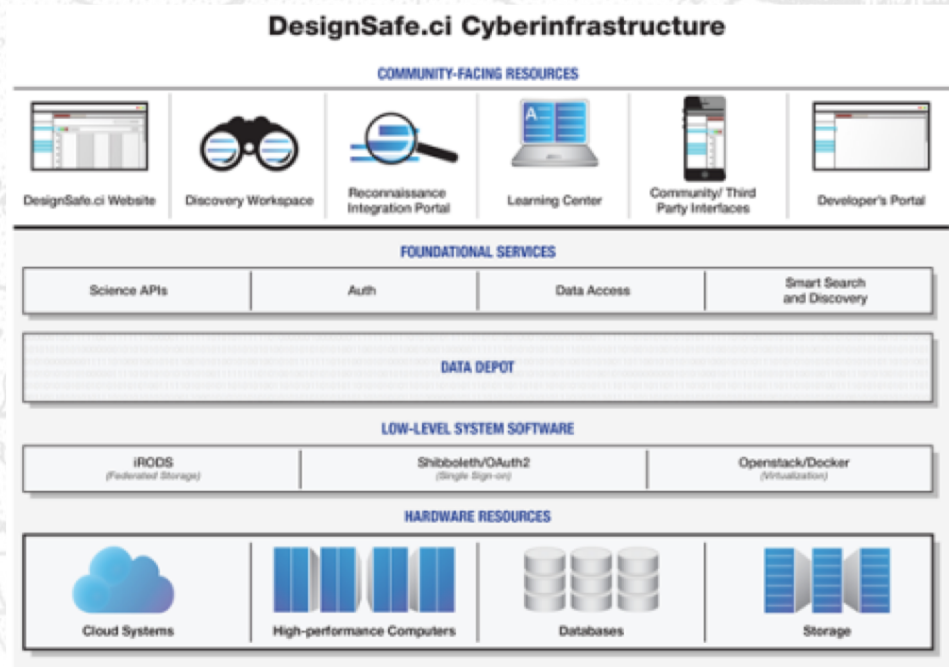 DesignSafe.ci Cyberinfrastructure
COMMUNITY-FACING RESOURCES
DesignSafe.ci Website
Discovery Workspace
Reconnaissance
Integration Portal
A
Learning Center
Community/ Third
Party Interfaces
Developer's Portal
FOUNDATIONAL SERVICES
Science APIs
Auth
Data Access
Smart Search
and Discovery
DATA DEPOT
LOW-LEVEL SYSTEM SOFTWARE
iRODS
(Federated Storage)
Shibboleth/OAuth2
(Single Sign-on)
Openstack/Docker
(Virtualization)
HARDWARE RESOURCES
Cloud Systems
High-performance Computers
Databases
Storage